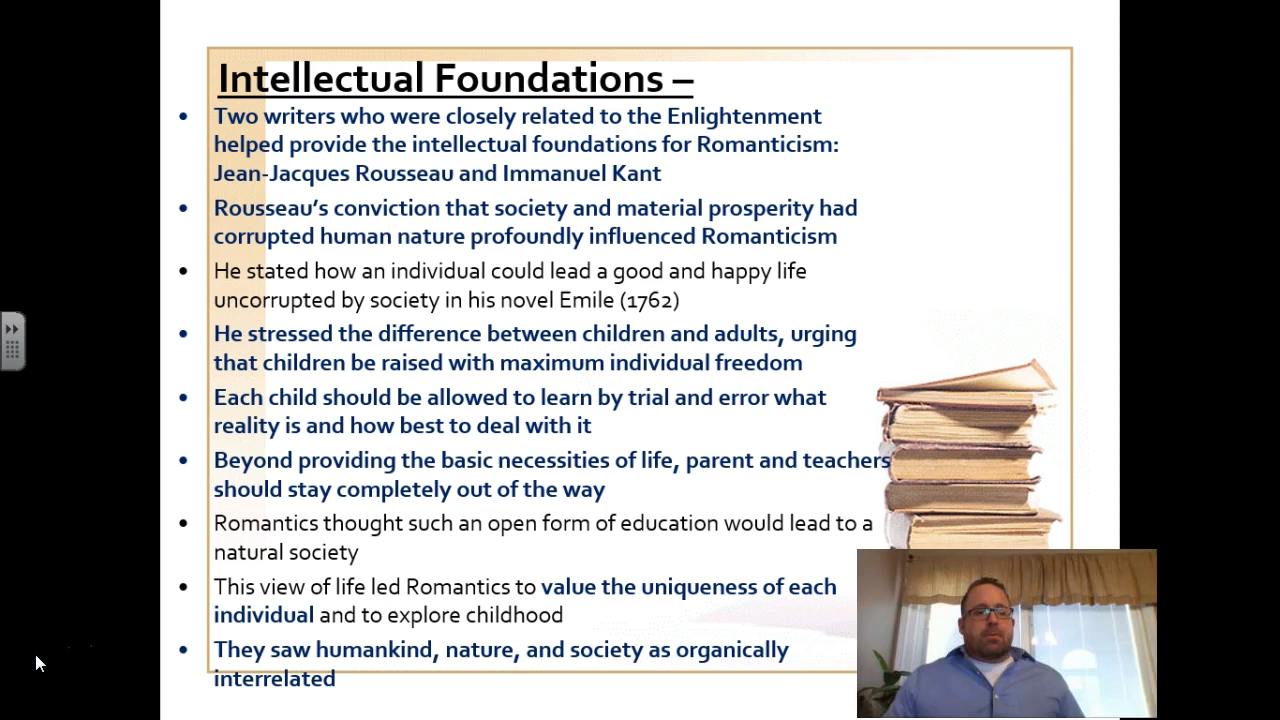 Intellectual Foundations –
• Two writers who were closely related to the Enlightenment
helped provide the intellectual foundations for Romanticism:
Jean-Jacques Rousseau and Immanuel Kant
• Rousseau’s conviction that society and material prosperity had
corrupted human nature profoundly influenced Romanticism
• He stated how an individual could lead a good and happy life
uncorrupted by society in his novel Emile (1762)
• He stressed the difference between children and adults, urging
that children be raised with maximum individual freedom
• Each child should be allowed to learn by trial and error what
reality is and how best to deal with it
• Beyond providing the basic necessities of life, parent and teachers
should stay completely out of the way
• Romantics thought such an open form of education would lead to a
natural society
• This view of life led Romantics to value the uniqueness of each
individual and to explore childhood
• They saw humankind, nature, and society as organically
interrelated